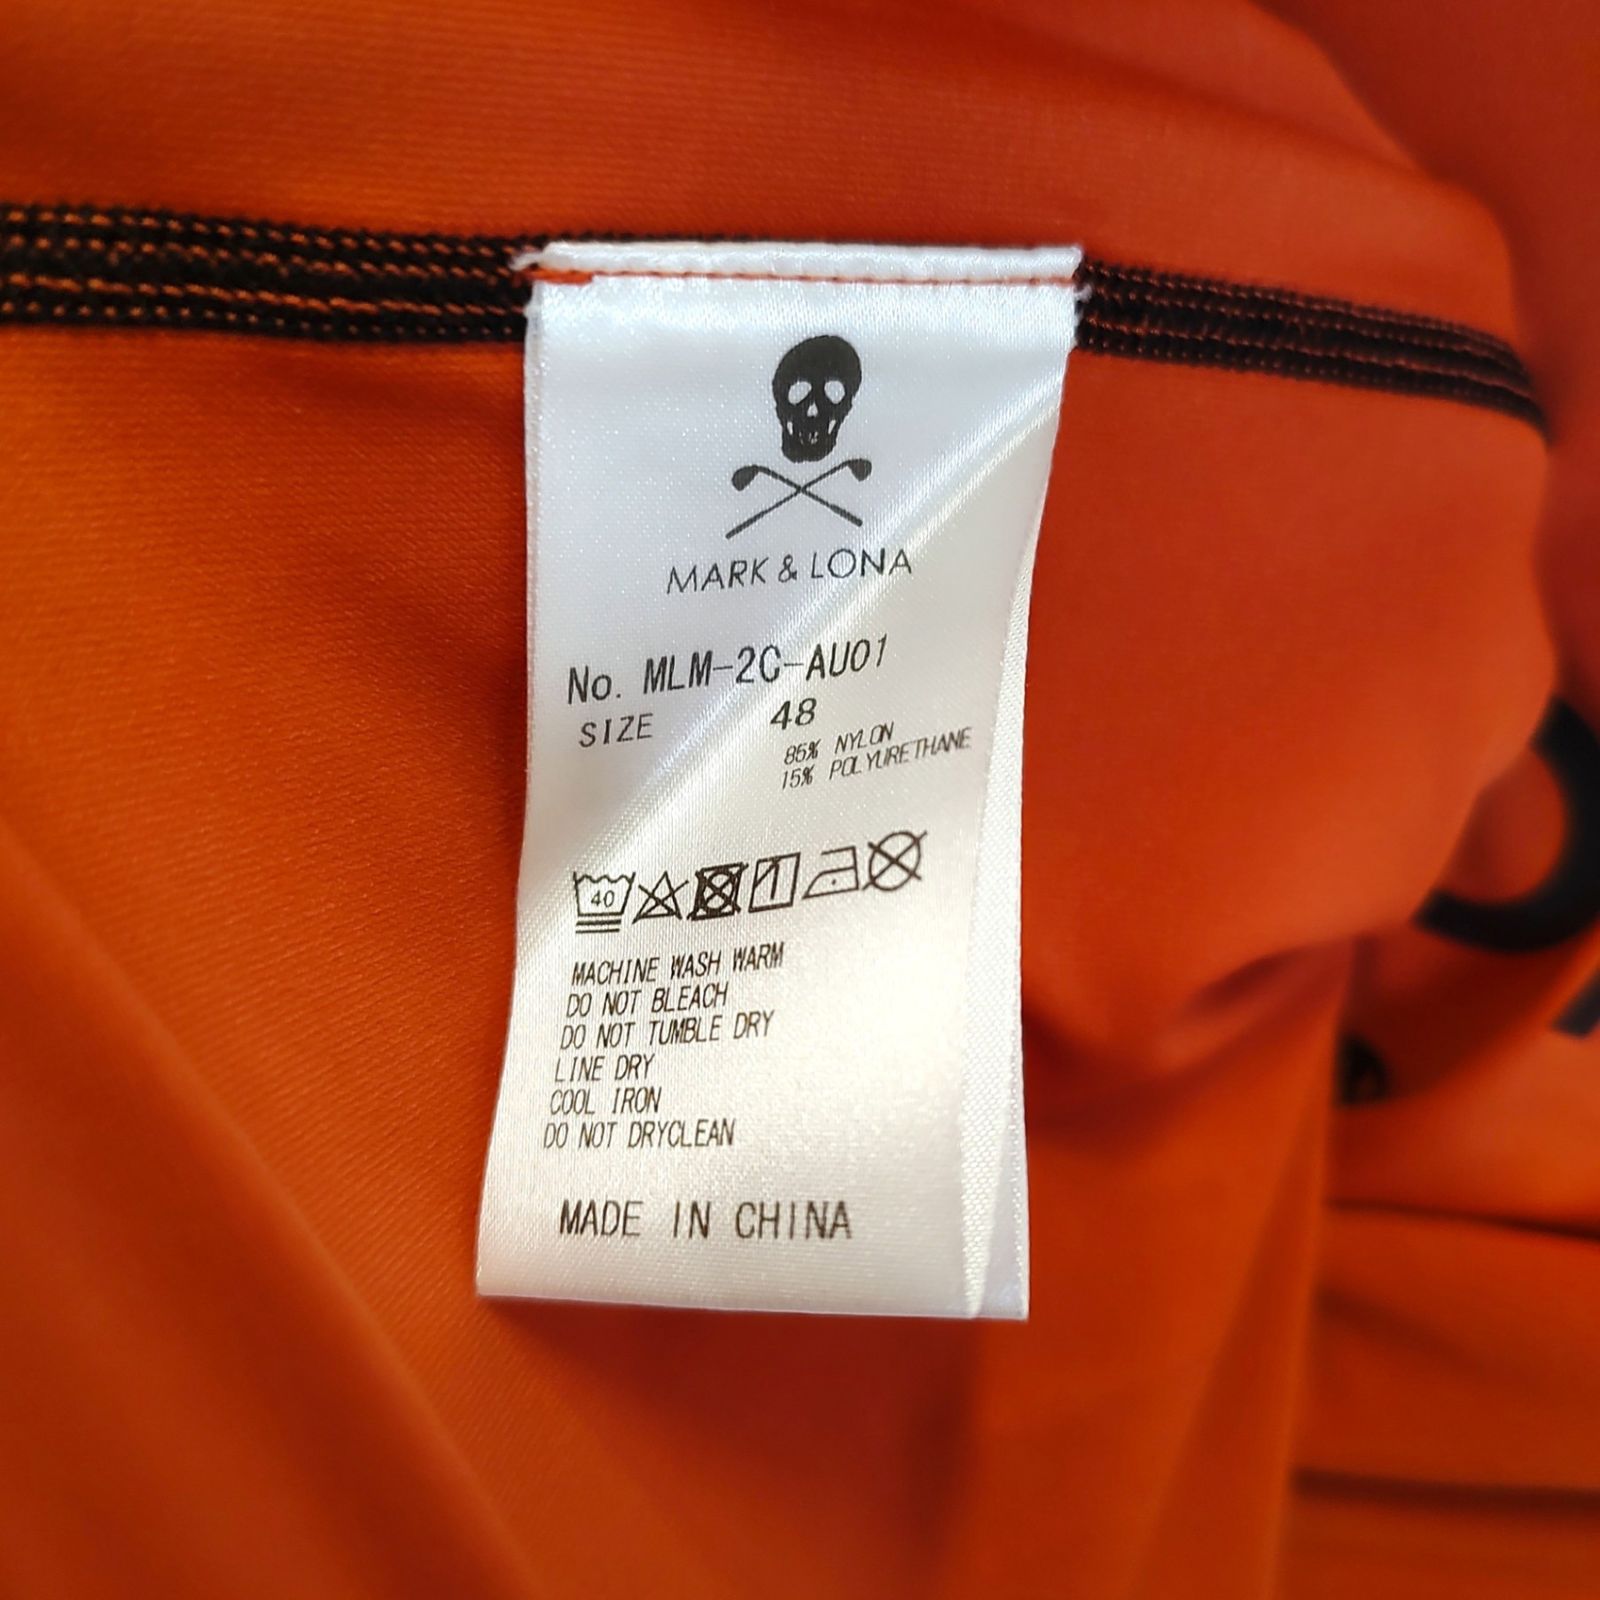 MARK & LONA
No. MLM-2C-AU01
SIZE 48
85% NYLON
15% POLYURETHANE
40
MACHINE WASH WARM
DO NOT BLEACH
DO NOT TUMBLE DRY
LINE DRY
COOL IRON
DO NOT DRYCLEAN
MADE IN CHINA